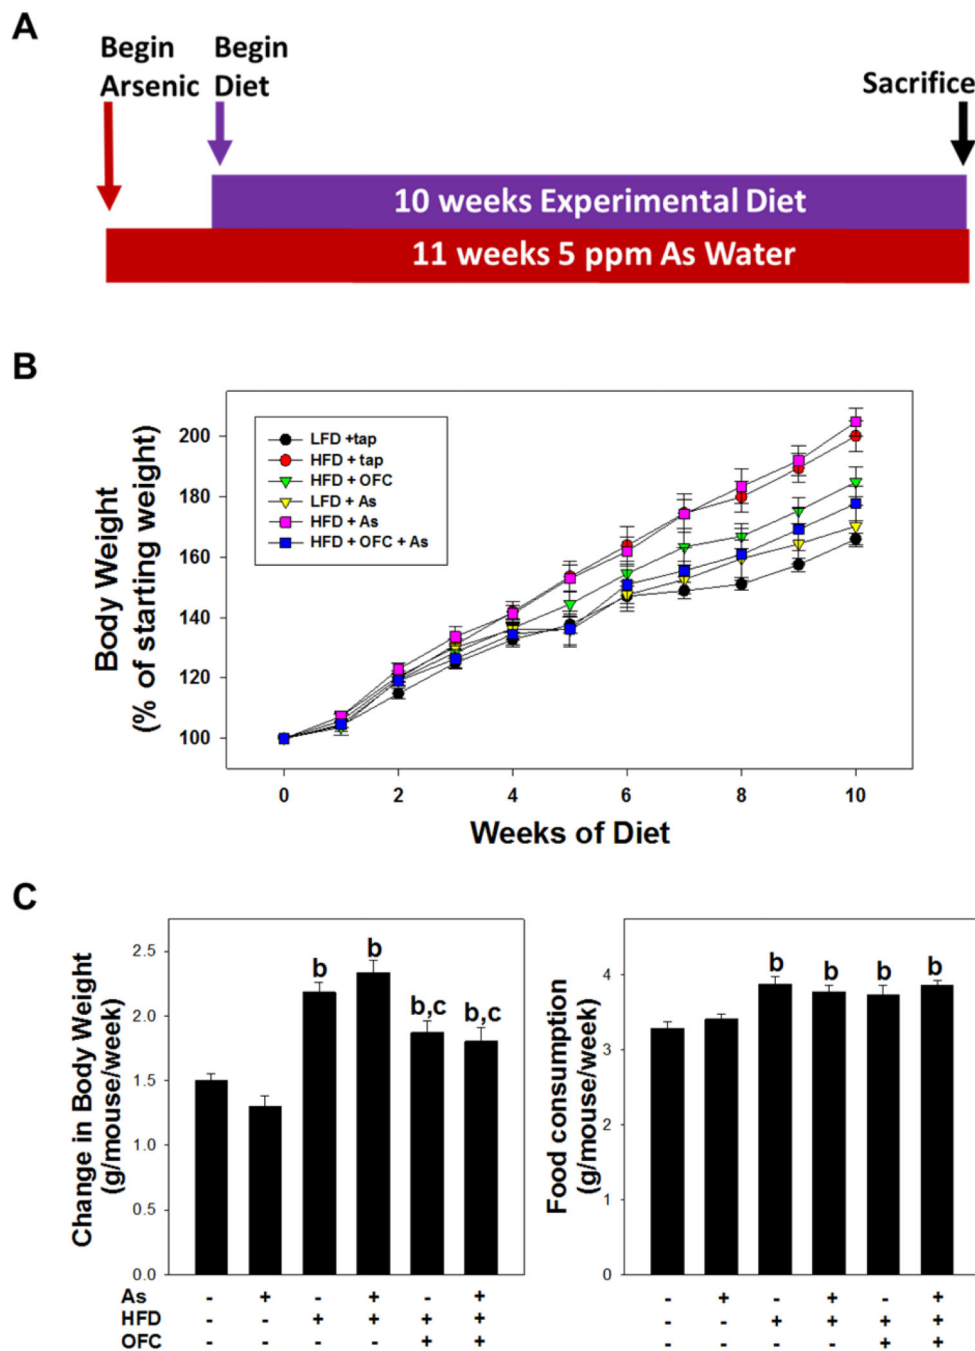 A
Begin
Arsenic
Begin
Diet
Sacrifice
10 weeks Experimental Diet
11 weeks 5 ppm As Water
B
Body Weight
(% of starting weight)
200
180
160
140
120
100
LFD +tap
HFD + tap
HFD + OFC
LFD + As
HFD + As
HFD + OFC + As
0 2 4 6 8 10
Weeks of Diet
C
Change in Body Weight
(g/mouse/week)
2.5
2.0
1.5
1.0
0.5
0.0
b b b,c b,c
As - + - + - +
HFD - - + + + +
OFC - - - - + +
Food consumption
(g/mouse/week)
4
3
2
1
0
b b b b
- + - + - +
- - + + + +
- - - - + +